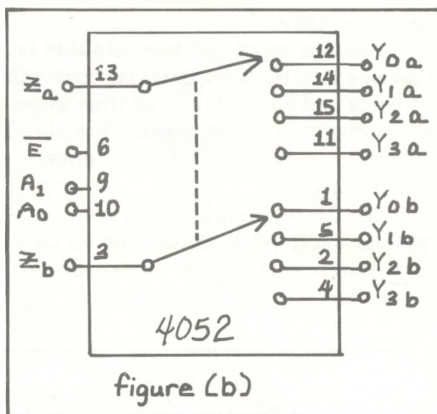 12 Y0a
Za 13 14 Y1a
15 Y2a
E 6 11 Y3a
A1 9
A0 10 1 Y0b
5 Y1b
Zb 3 2 Y2b
4 Y3b
4052
figure (b)